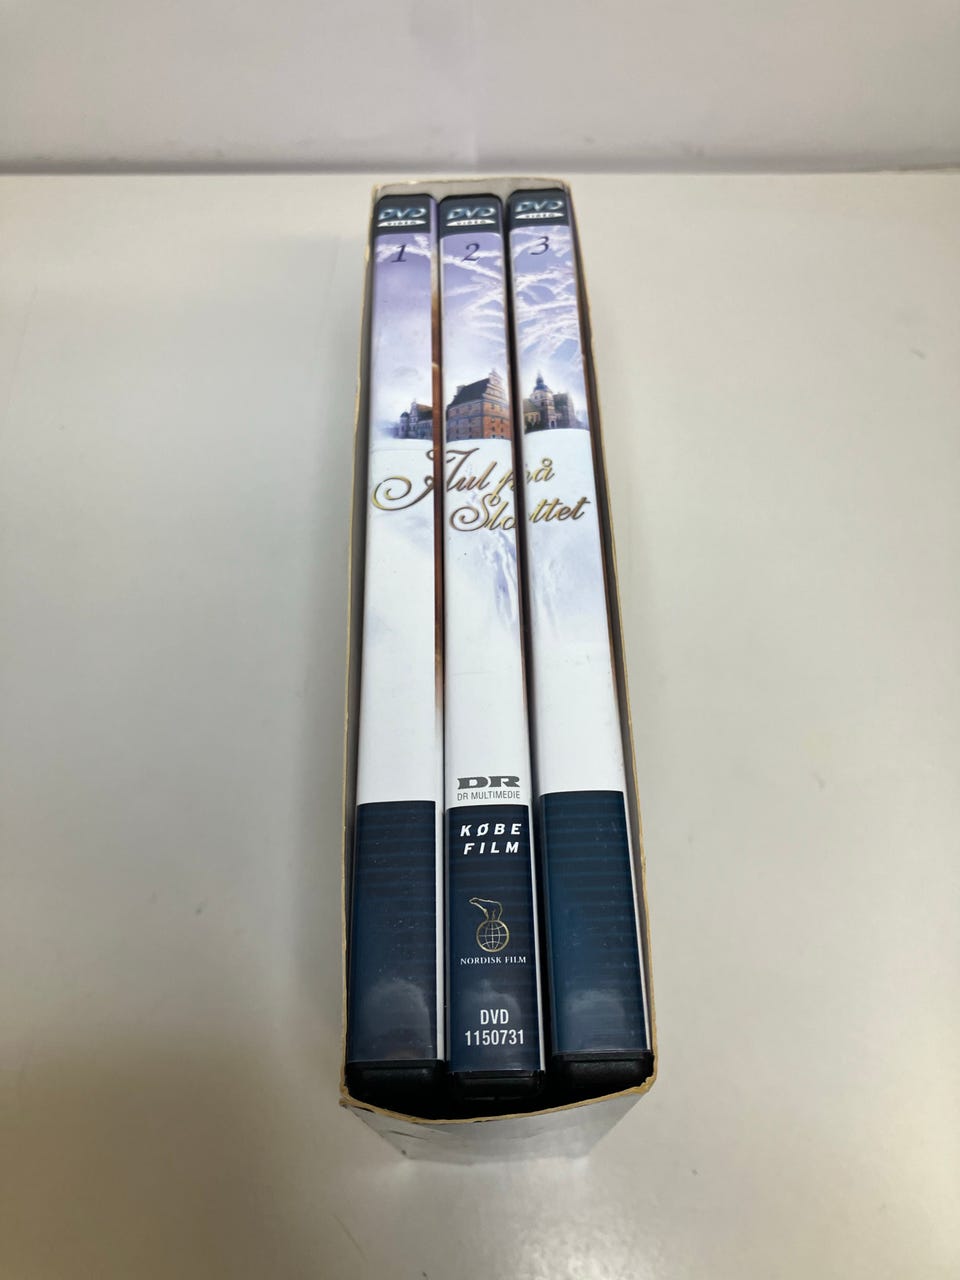 DVD
VIDEO
DVD
VIDEO
DVD
VIDEO
1
2
3
Jul på
Slottet
DR
DR MULTIMEDIE
KØBE
FILM
NORDISK FILM
DVD
1150731